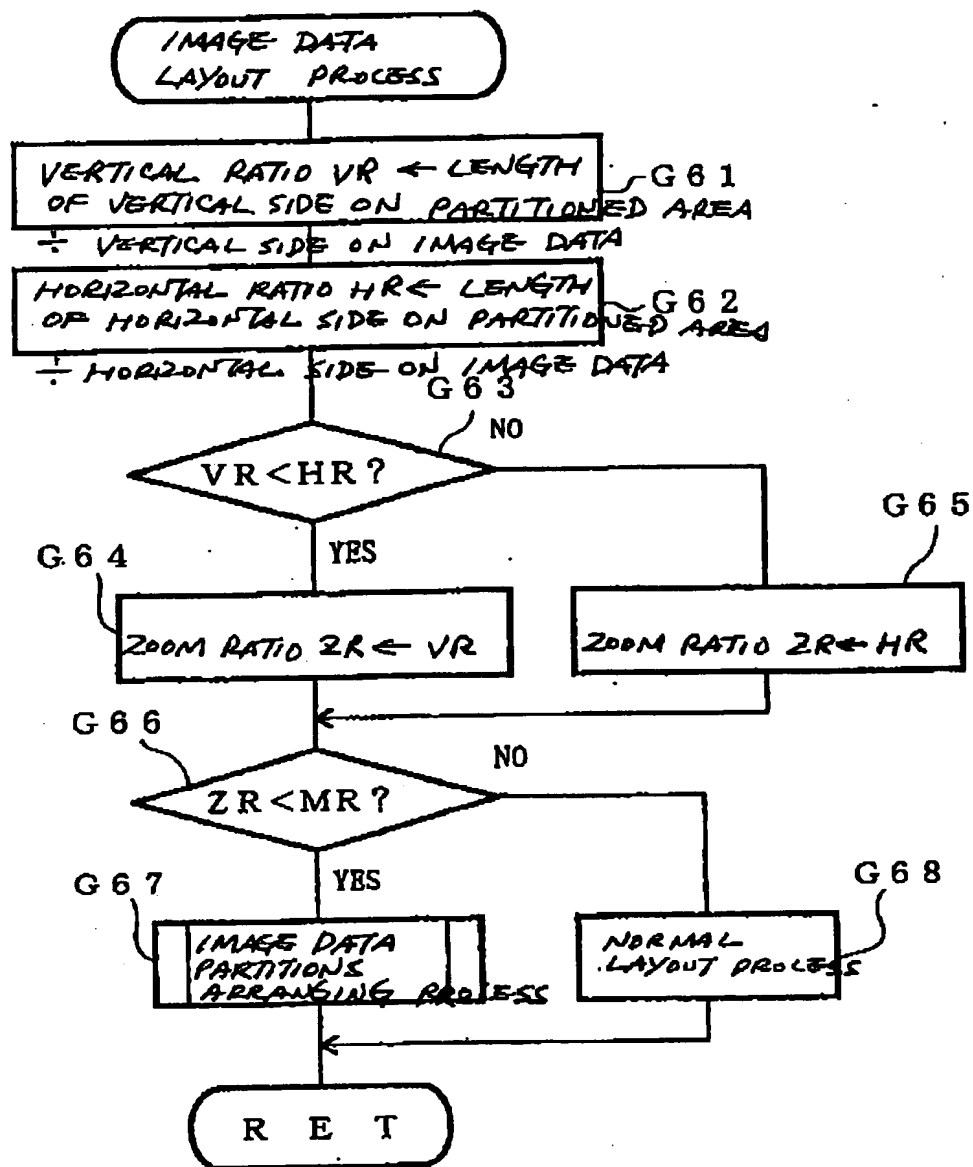 IMAGE DATA
LAYOUT PROCESS
VERTICAL RATIO VR ← LENGTH
OF VERTICAL SIDE ON PARTITIONED AREA
÷ VERTICAL SIDE ON IMAGE DATA
G61
HORIZONTAL RATIO HR ← LENGTH
OF HORIZONTAL SIDE ON PARTITIONED AREA
÷ HORIZONTAL SIDE ON IMAGE DATA
G62
G63
VR<HR?
NO
YES
G64
ZOOM RATIO ZR ← VR
G65
ZOOM RATIO ZR ← HR
G66
ZR<MR?
NO
YES
G67
IMAGE DATA
PARTITIONS
ARRANGING PROCESS
G68
NORMAL
LAYOUT PROCESS
RET